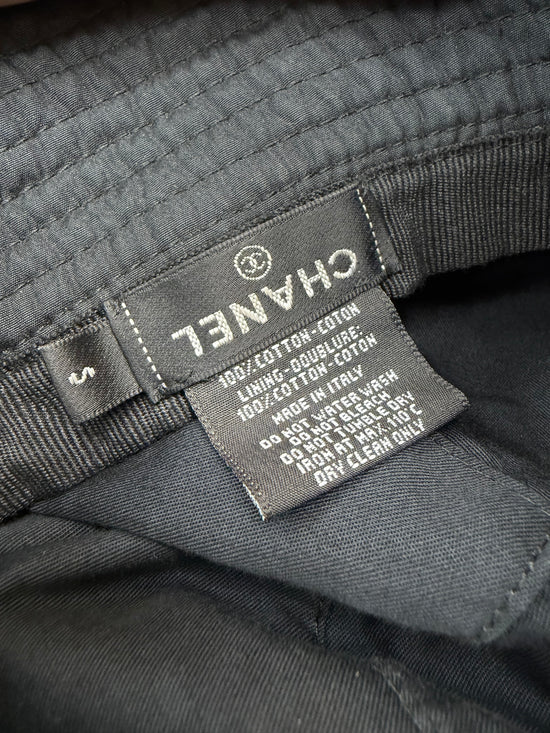 CHANEL
S
100% COTTON-COTON
LINING-DOUBLURE:
100% COTTON-COTON
MADE IN ITALY
DO NOT WATER WASH
DO NOT BLEACH
DO NOT TUMBLE DRY
IRON AT MAX. 110°C
DRY CLEAN ONLY